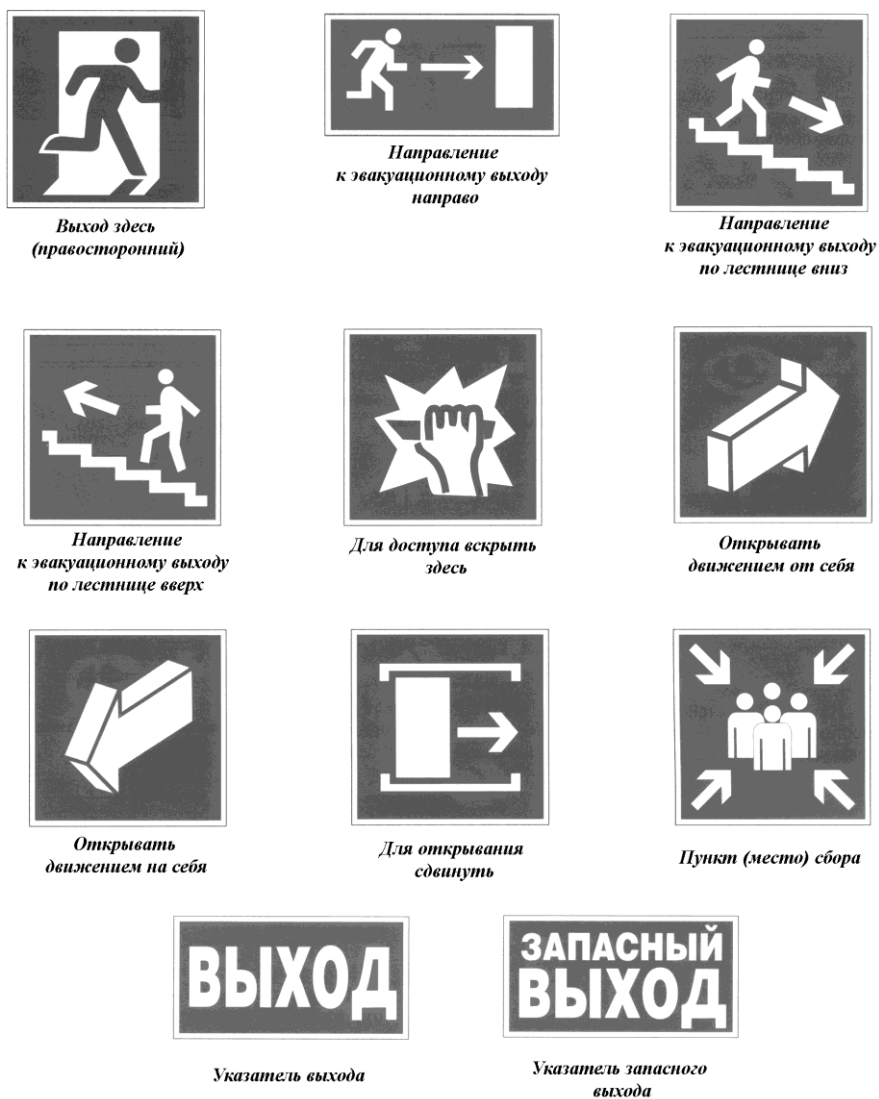 Выход здесь
(правосторонний)
Направление
к эвакуационному выходу
направо
Направление
к эвакуационному выходу
по лестнице вниз
Направление
к эвакуационному выходу
по лестнице вверх
Для доступа вскрыть
здесь
Открывать
движением от себя
Открывать
движением на себя
Для открывания
сдвинуть
Пункт (место) сбора
ВЫХОД
Указатель выхода
ЗАПАСНЫЙ
ВЫХОД
Указатель запасного
выхода